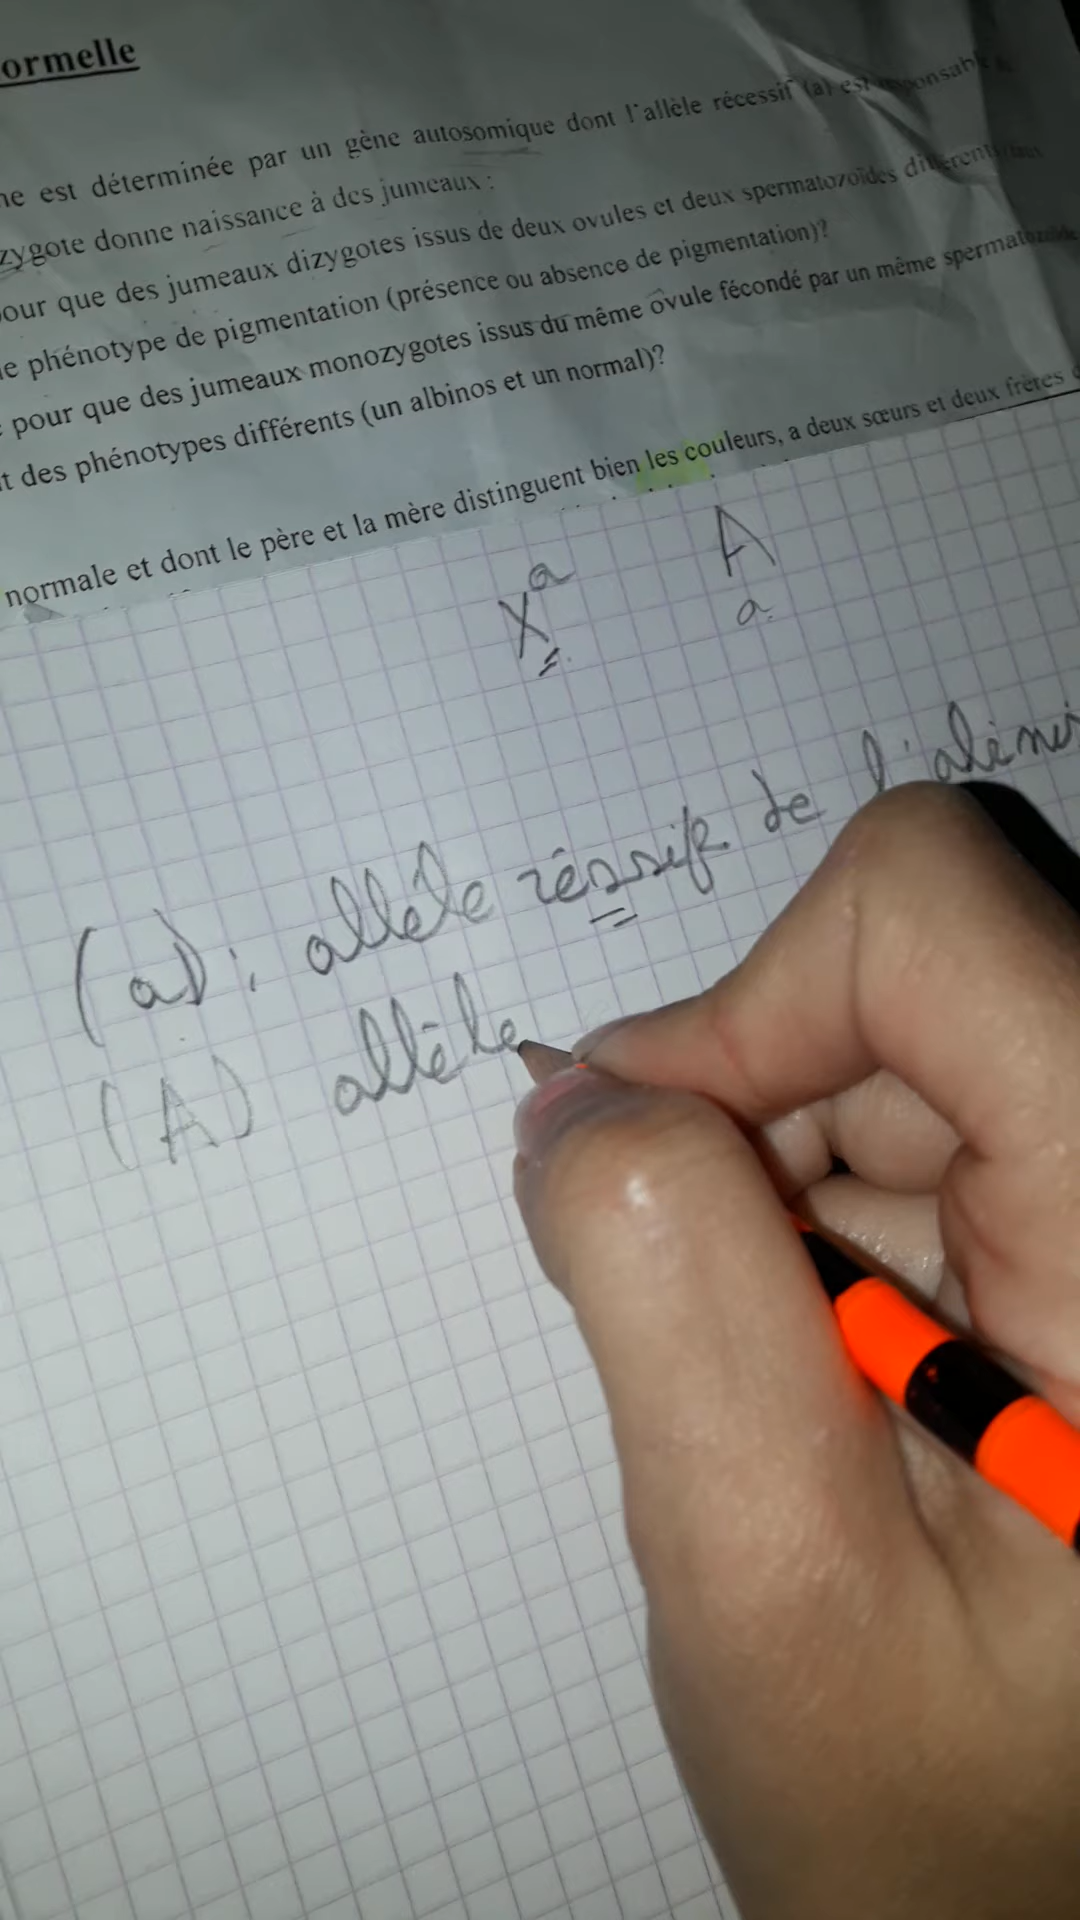 ormelle
ne est déterminée par un gène autosomique dont l'allèle récessif (a) est responsable
zygote donne naissance à des jumeaux :
our que des jumeaux dizygotes issus de deux ovules et deux spermatozoïdes différents
e phénotype de pigmentation (présence ou absence de pigmentation)?
pour que des jumeaux monozygotes issus du même ovule fécondé par un même spermatozoïde
t des phénotypes différents (un albinos et un normal)?
normale et dont le père et la mère distinguent bien les couleurs, a deux sœurs et deux frères
X a A
a
(a) : allèle réssif de l'
(A) allèle